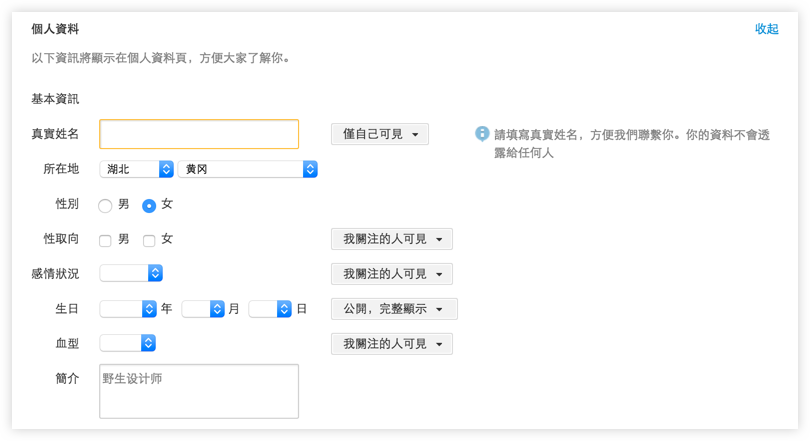 個人資料 收起
以下資訊將顯示在個人資料頁，方便大家了解你。
基本資訊
真實姓名 僅自己可見 請填寫真實姓名，方便我們聯繫你。你的資料不會透
露給任何人
所在地 湖北 黄冈
性別 男 女
性取向 男 女 我關注的人可見
感情狀況 我關注的人可見
生日 年 月 日 公開，完整顯示
血型 我關注的人可見
簡介 野生设计师